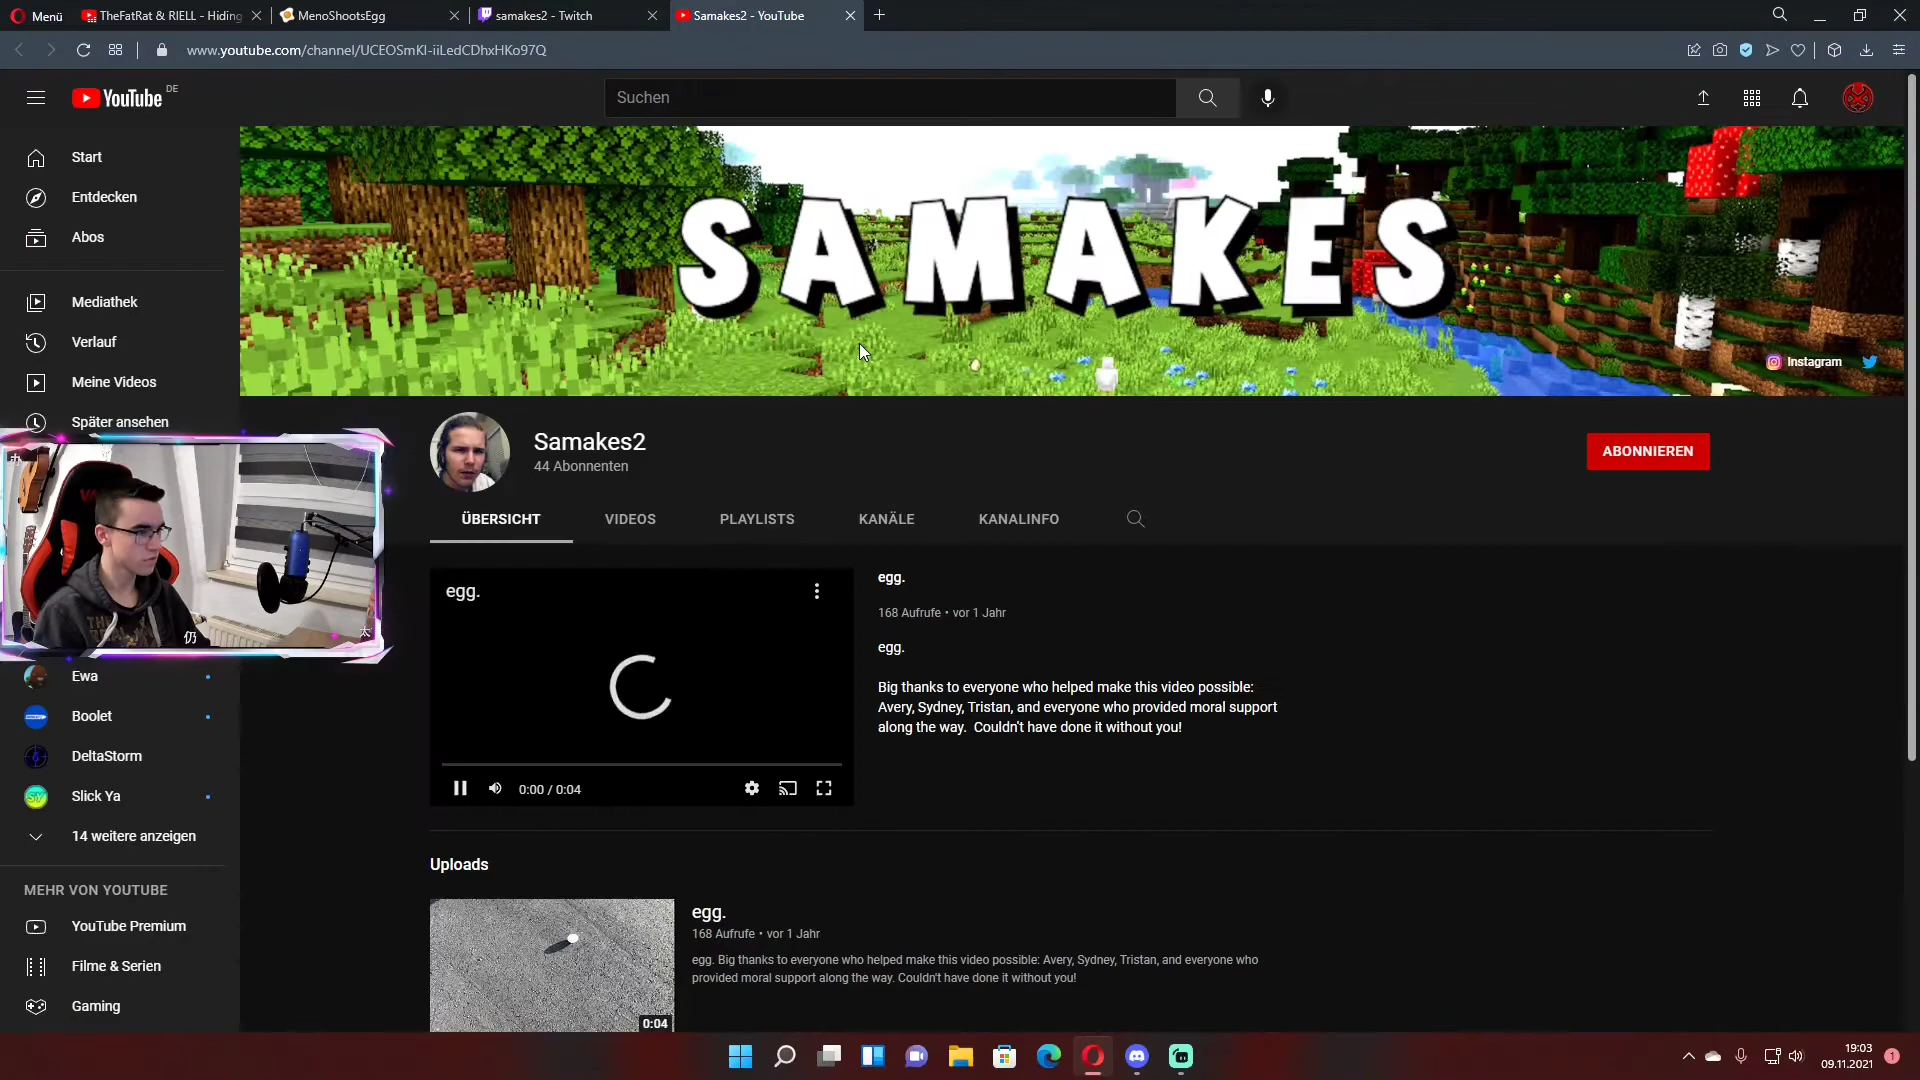 Menü
TheFatRat & RIELL - Hiding
MenoShootsEgg
samakes2 - Twitch
Samakes2 - YouTube
www.youtube.com/channel/UCEOSmKI-iiLedCDhxHKo97Q
YouTube DE
Suchen
Start
Entdecken
Abos
Mediathek
Verlauf
Meine Videos
Später ansehen
SAMAKES
Instagram
Samakes2
44 Abonnenten
ABONNIEREN
ÜBERSICHT
VIDEOS
PLAYLISTS
KANÄLE
KANALINFO
egg.
0:00 / 0:04
egg.
168 Aufrufe • vor 1 Jahr
egg.
Big thanks to everyone who helped make this video possible:
Avery, Sydney, Tristan, and everyone who provided moral support
along the way. Couldn't have done it without you!
Ewa
Boolet
DeltaStorm
Slick Ya
14 weitere anzeigen
MEHR VON YOUTUBE
YouTube Premium
Filme & Serien
Gaming
Uploads
0:04
egg.
168 Aufrufe • vor 1 Jahr
egg. Big thanks to everyone who helped make this video possible: Avery, Sydney, Tristan, and everyone who
provided moral support along the way. Couldn't have done it without you!
19:03
09.11.2021
1